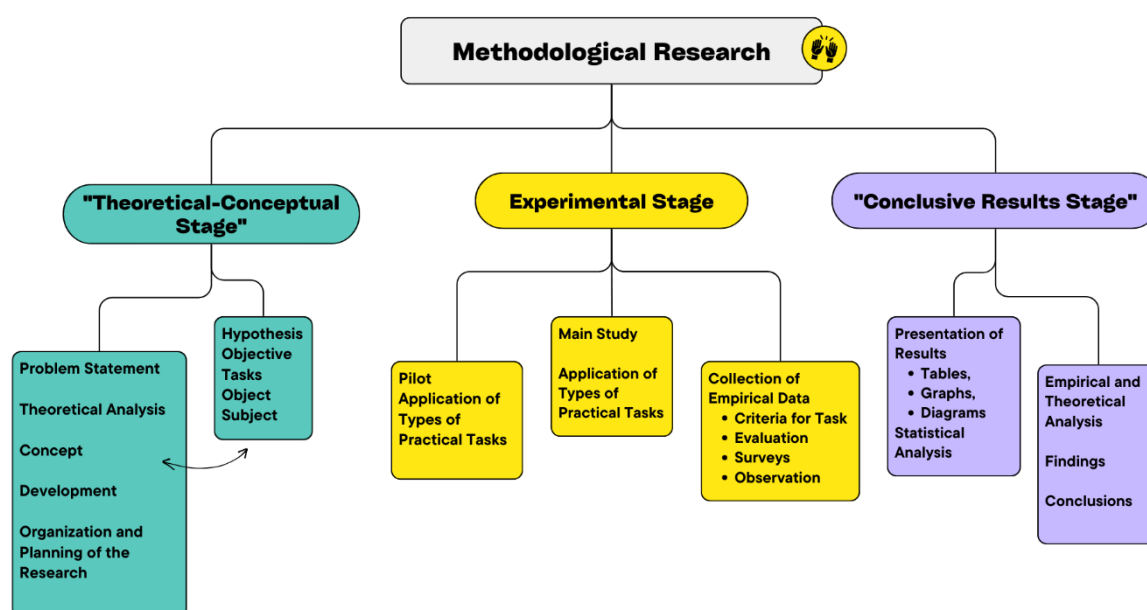 Methodological Research
"Theoretical-Conceptual
Stage"
Problem Statement
Theoretical Analysis
Concept
Development
Organization and
Planning of the
Research
Hypothesis
Objective
Tasks
Object
Subject
Experimental Stage
Pilot
Application of
Types of
Practical Tasks
Main Study
Application of
Types of
Practical Tasks
Collection of
Empirical Data
• Criteria for Task
• Evaluation
• Surveys
• Observation
"Conclusive Results Stage"
Presentation of
Results
• Tables,
• Graphs,
• Diagrams
Statistical
Analysis
Empirical and
Theoretical
Analysis
Findings
Conclusions